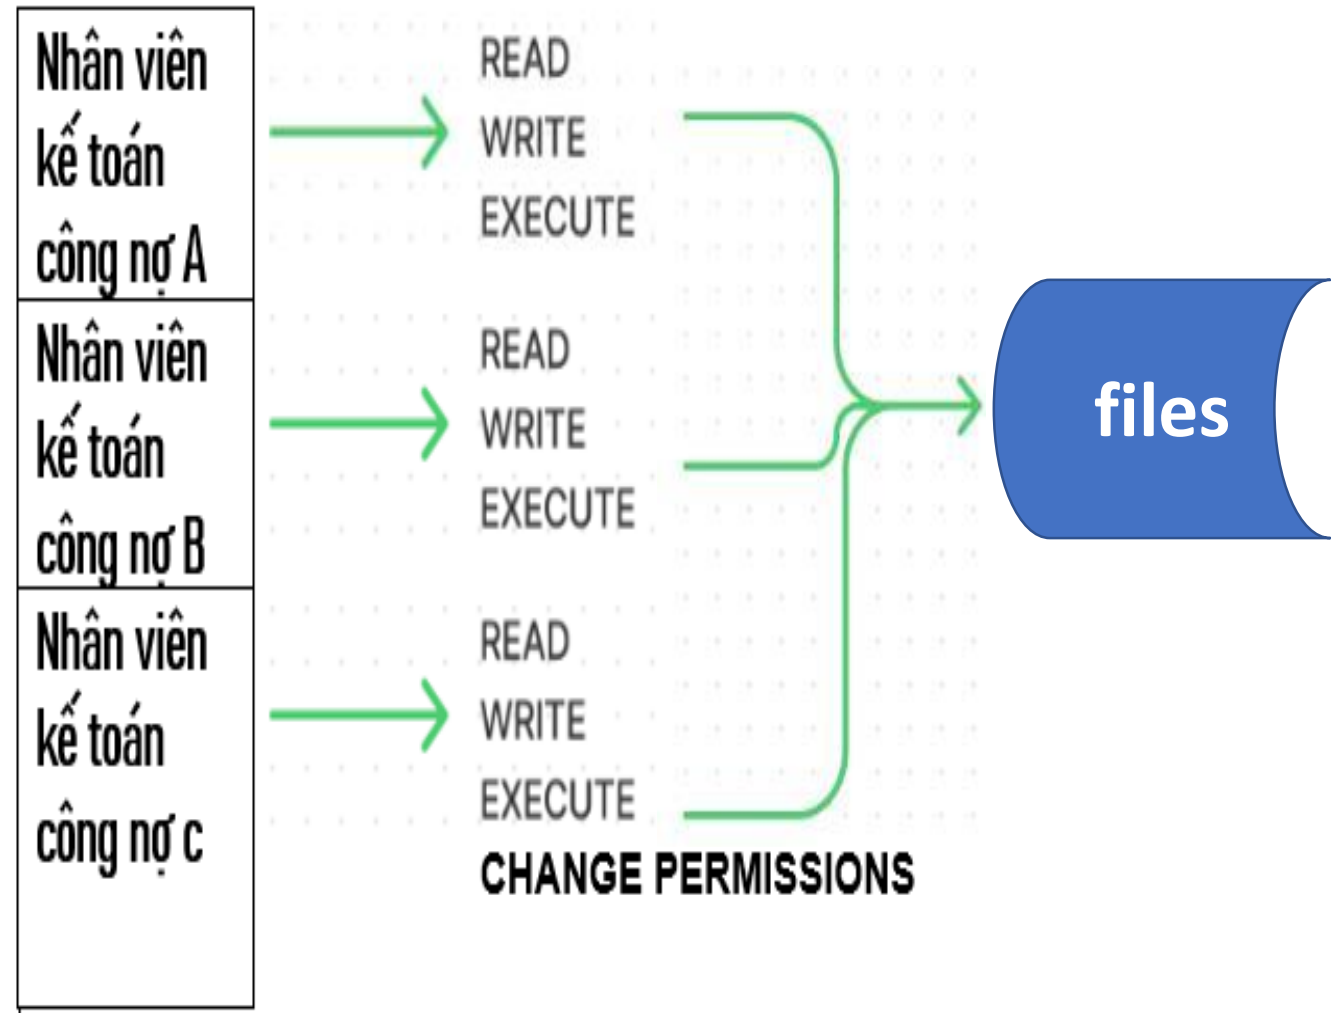 Nhân viên
kế toán
công nợ A
READ
WRITE
EXECUTE
Nhân viên
kế toán
công nợ B
READ
WRITE
EXECUTE
Nhân viên
kế toán
công nợ c
READ
WRITE
EXECUTE
CHANGE PERMISSIONS
files